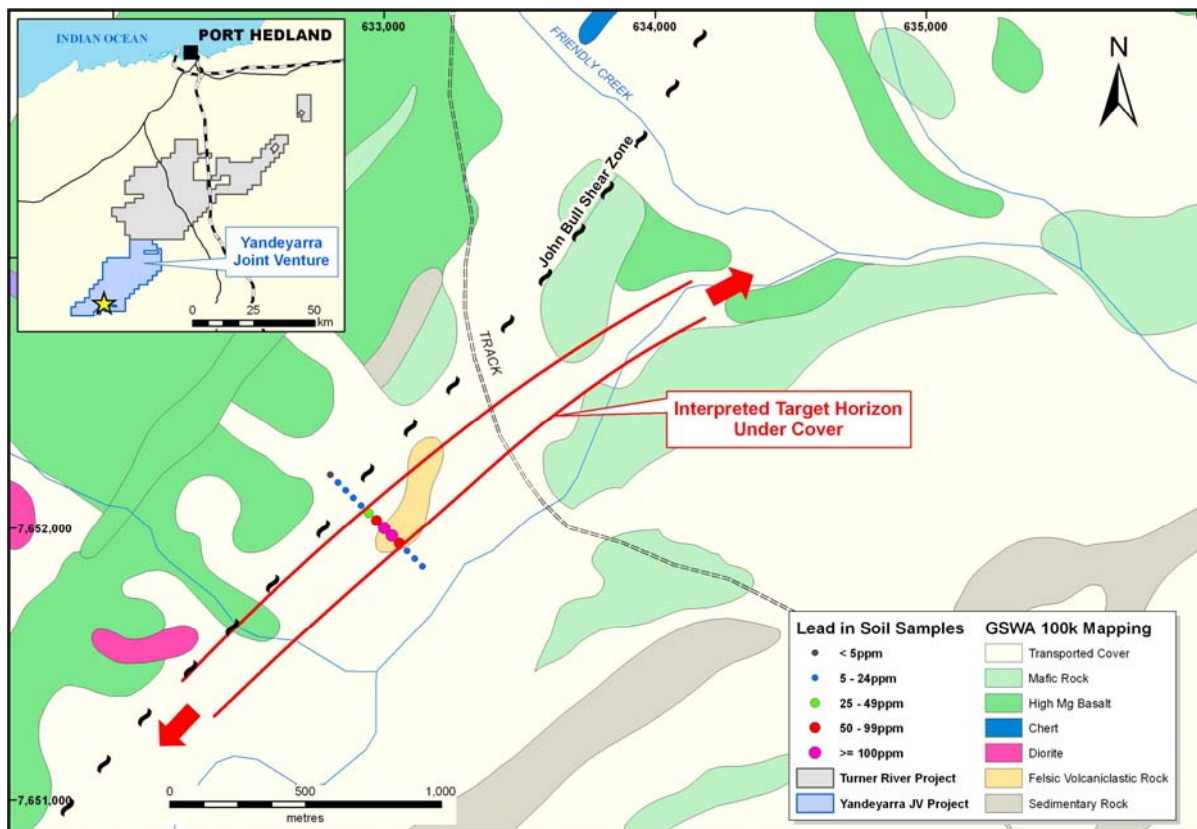 633,000
634,000
635,000
INDIAN OCEAN
PORT HEDLAND
Yandeyarra
Joint Venture
0 25 50
km
FRIENDLY CREEK
N
John Bull Shear Zone
TRACK
Interpreted Target Horizon
Under Cover
7,652,000
7,651,000
0 500 1,000
metres
Lead in Soil Samples
< 5ppm
5 - 24ppm
25 - 49ppm
50 - 99ppm
>= 100ppm
Turner River Project
Yandeyarra JV Project
GSWA 100k Mapping
Transported Cover
Mafic Rock
High Mg Basalt
Chert
Diorite
Felsic Volcaniclastic Rock
Sedimentary Rock